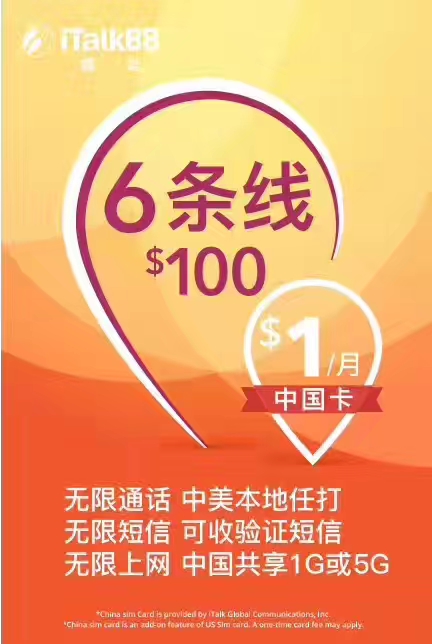 iTalk88
6条线
$100
$1/月
中国卡
无限通话 中美本地任打
无限短信 可收验证短信
无限上网 中国共享1G或5G
*China sim Card is provided by iTalk Global Communications, Inc.
*China sim card is an add-on feature of US Sim card. A one-time card fee may apply.